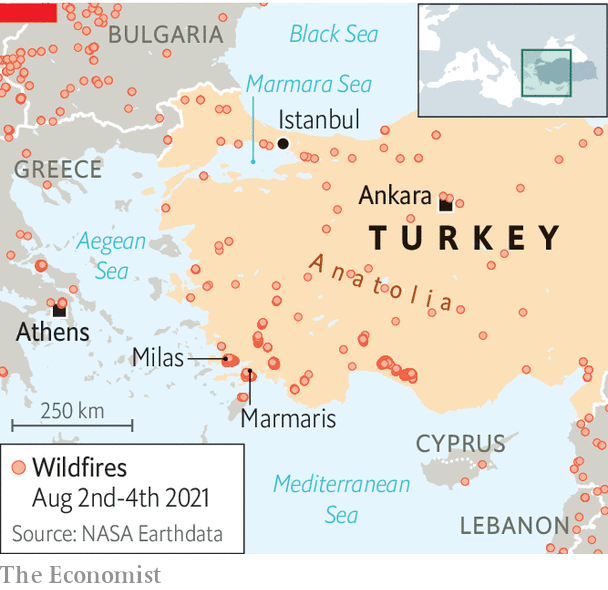 BULGARIA
Black Sea
Marmara Sea
Istanbul
GREECE
Ankara
TURKEY
Aegean
Sea
Anatolia
Athens
Milas
Marmaris
250 km
CYPRUS
Wildfires
Aug 2nd-4th 2021
Source: NASA Earthdata
Mediterranean
Sea
LEBANON
The Economist